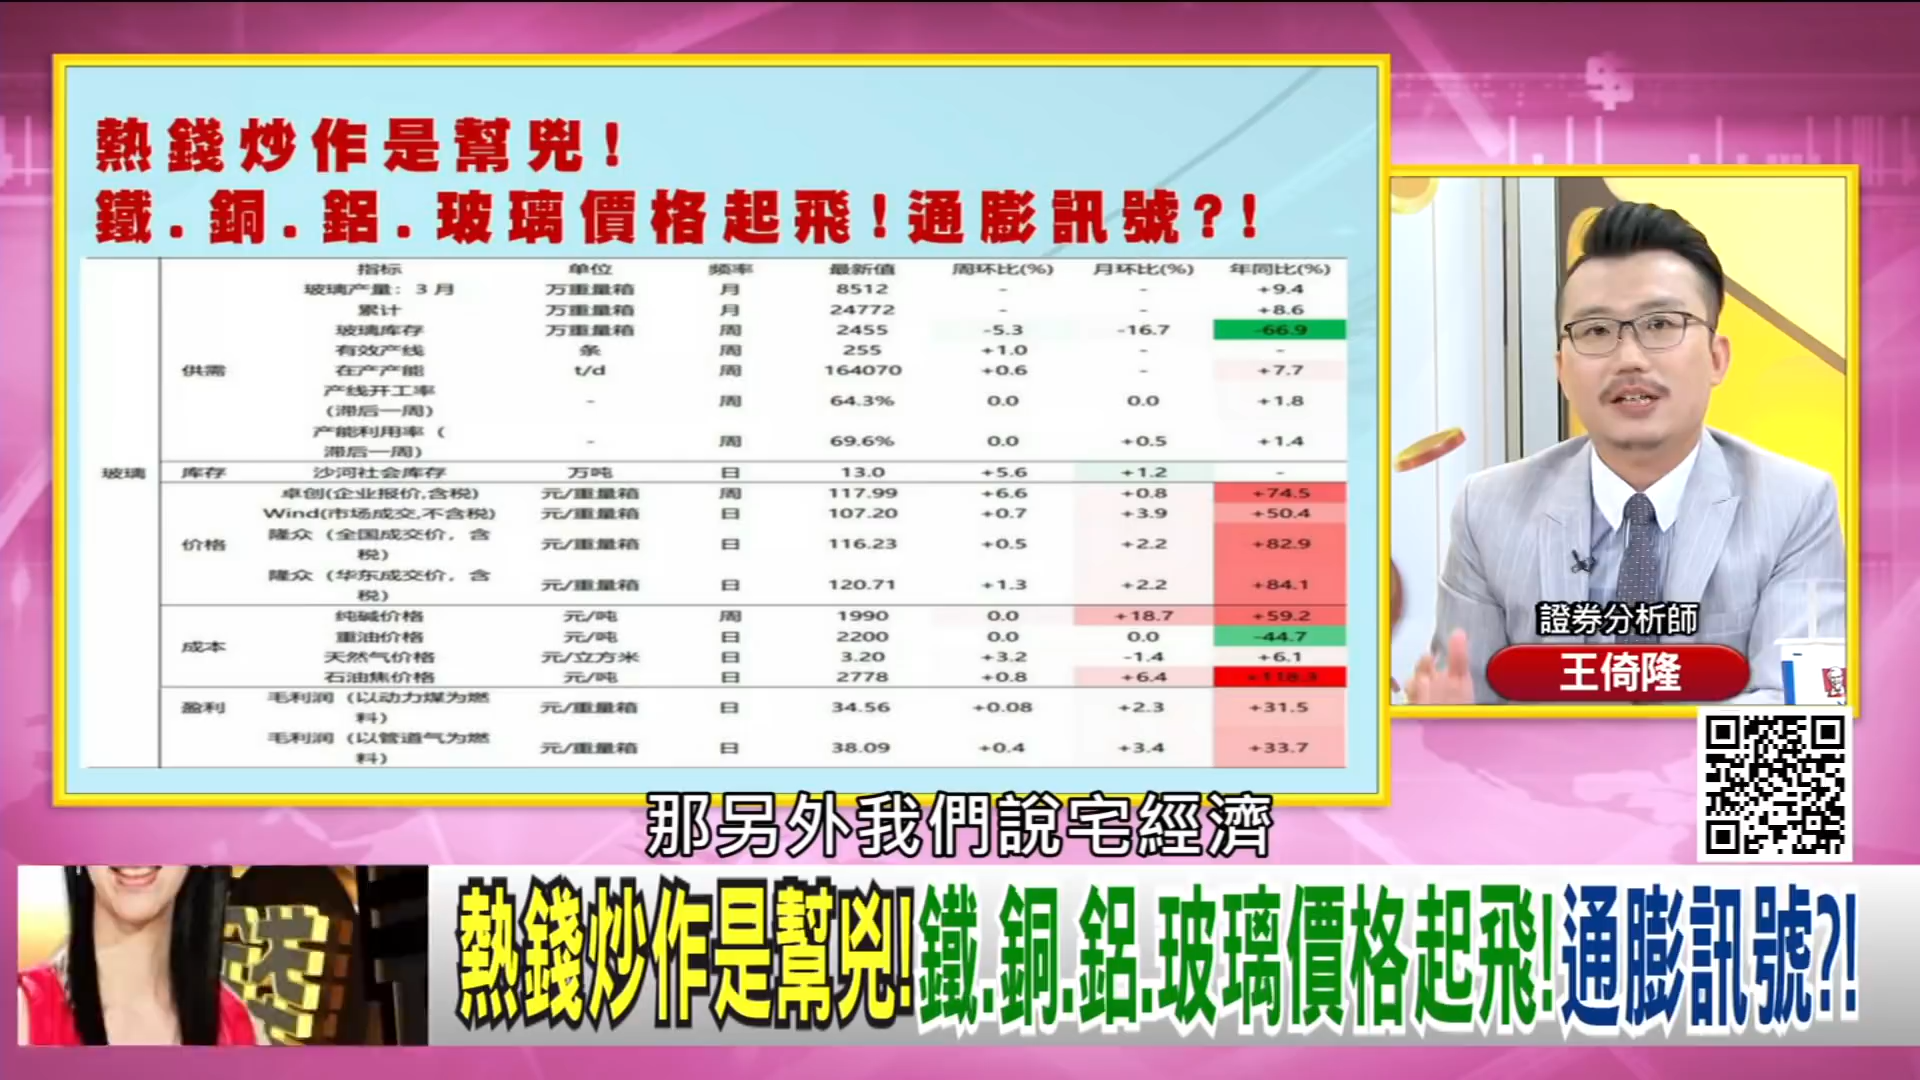 熱錢炒作是幫兇!
鐵.銅.鋁.玻璃價格起飛!通膨訊號?!
指标 单位 频率 最新值 周环比(%) 月环比(%) 年同比(%)
玻璃
供需
玻璃产量：3月 万重量箱 月 8512 - - +9.4
累计 万重量箱 月 24772 - - +8.6
玻璃库存 万重量箱 周 2455 -5.3 -16.7 -66.9
有效产线 条 周 255 +1.0 - -
在产产能 t/d 周 164070 +0.6 - +7.7
产线开工率
(滞后一周) - 周 64.3% 0.0 0.0 +1.8
产能利用率（
滞后一周) - 周 69.6% 0.0 +0.5 +1.4
库存 沙河社会库存 万吨 日 13.0 +5.6 +1.2 -
价格
卓创(企业报价,含税) 元/重量箱 周 117.99 +6.6 +0.8 +74.5
Wind(市场成交,不含税) 元/重量箱 日 107.20 +0.7 +3.9 +50.4
隆众（全国成交价，含
税） 元/重量箱 日 116.23 +0.5 +2.2 +82.9
隆众（华东成交价，含
税） 元/重量箱 日 120.71 +1.3 +2.2 +84.1
成本
纯碱价格 元/吨 周 1990 0.0 +18.7 +59.2
重油价格 元/吨 日 2200 0.0 0.0 -44.7
天然气价格 元/立方米 日 3.20 +3.2 -1.4 +6.1
石油焦价格 元/吨 日 2778 +0.8 +6.4 +118.3
盈利
毛利润（以动力煤为燃
料） 元/重量箱 日 34.56 +0.08 +2.3 +31.5
毛利润（以管道气为燃
料） 元/重量箱 日 38.09 +0.4 +3.4 +33.7
證券分析師
王倚隆
那另外我們說宅經濟
熱錢炒作是幫兇!鐵.銅.鋁.玻璃價格起飛!通膨訊號?!